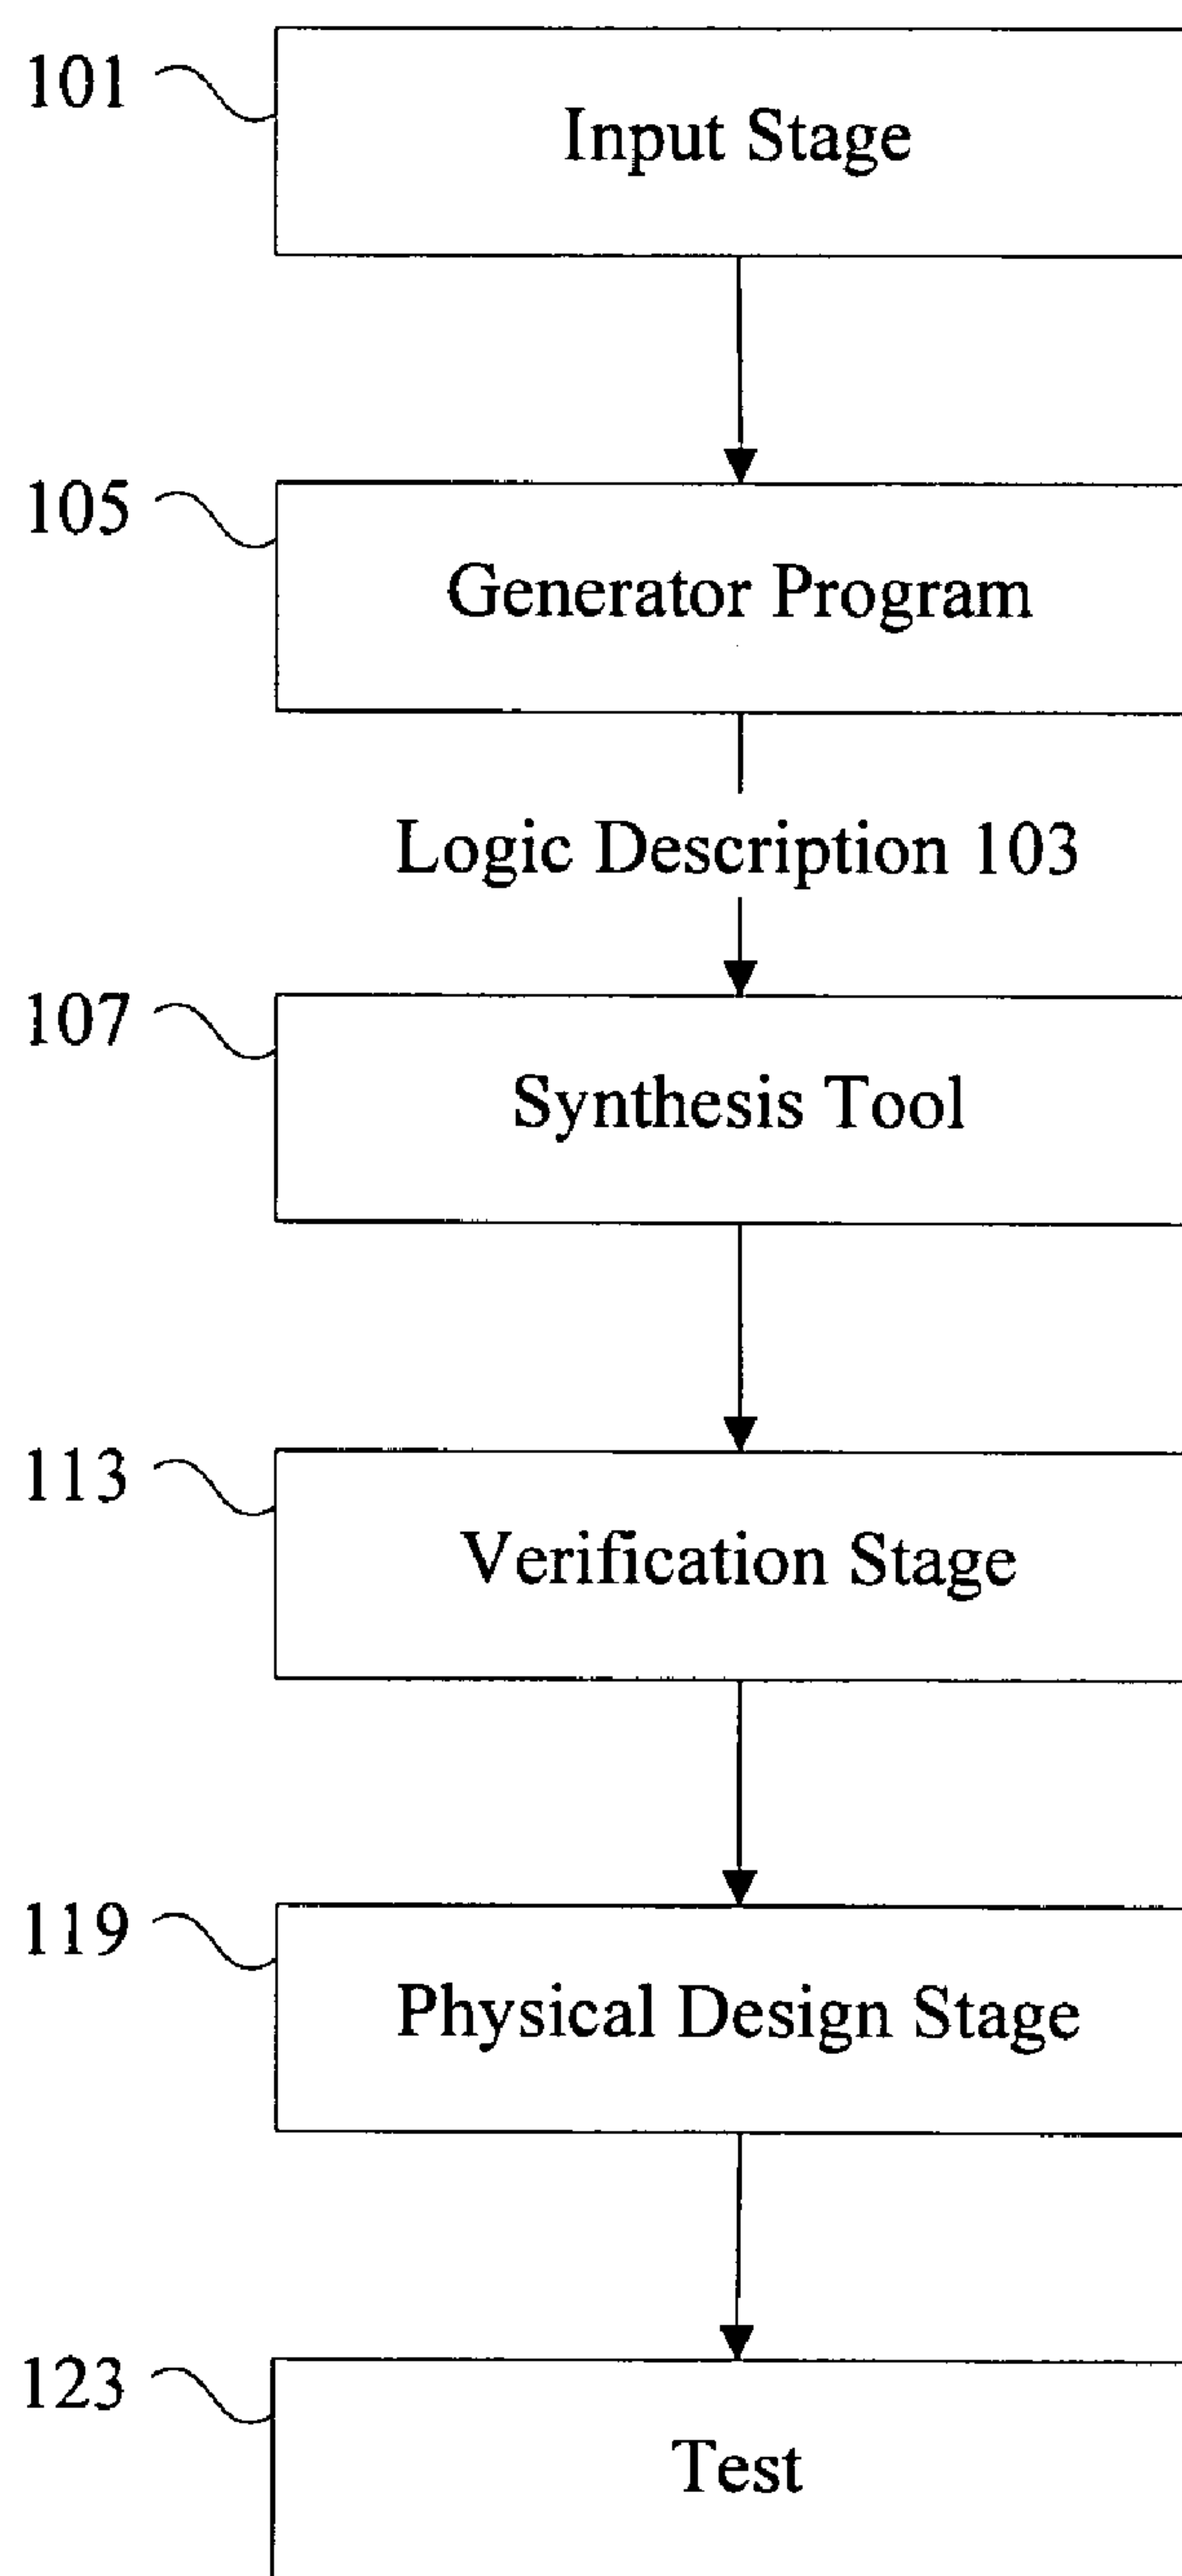 101
Input Stage
105
Generator Program
Logic Description 103
107
Synthesis Tool
113
Verification Stage
119
Physical Design Stage
123
Test